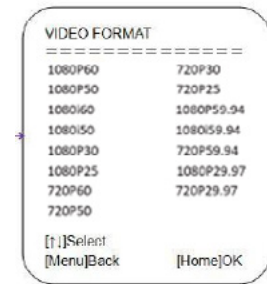 VIDEO FORMAT
= = = = = = = = = = = = = =
1080P60 720P30
1080P50 720P25
1080i60 1080P59.94
1080i50 1080i59.94
1080P30 720P59.94
1080P25 1080P29.97
720P60 720P29.97
720P50
[↑↓]Select
[Menu]Back [Home]OK